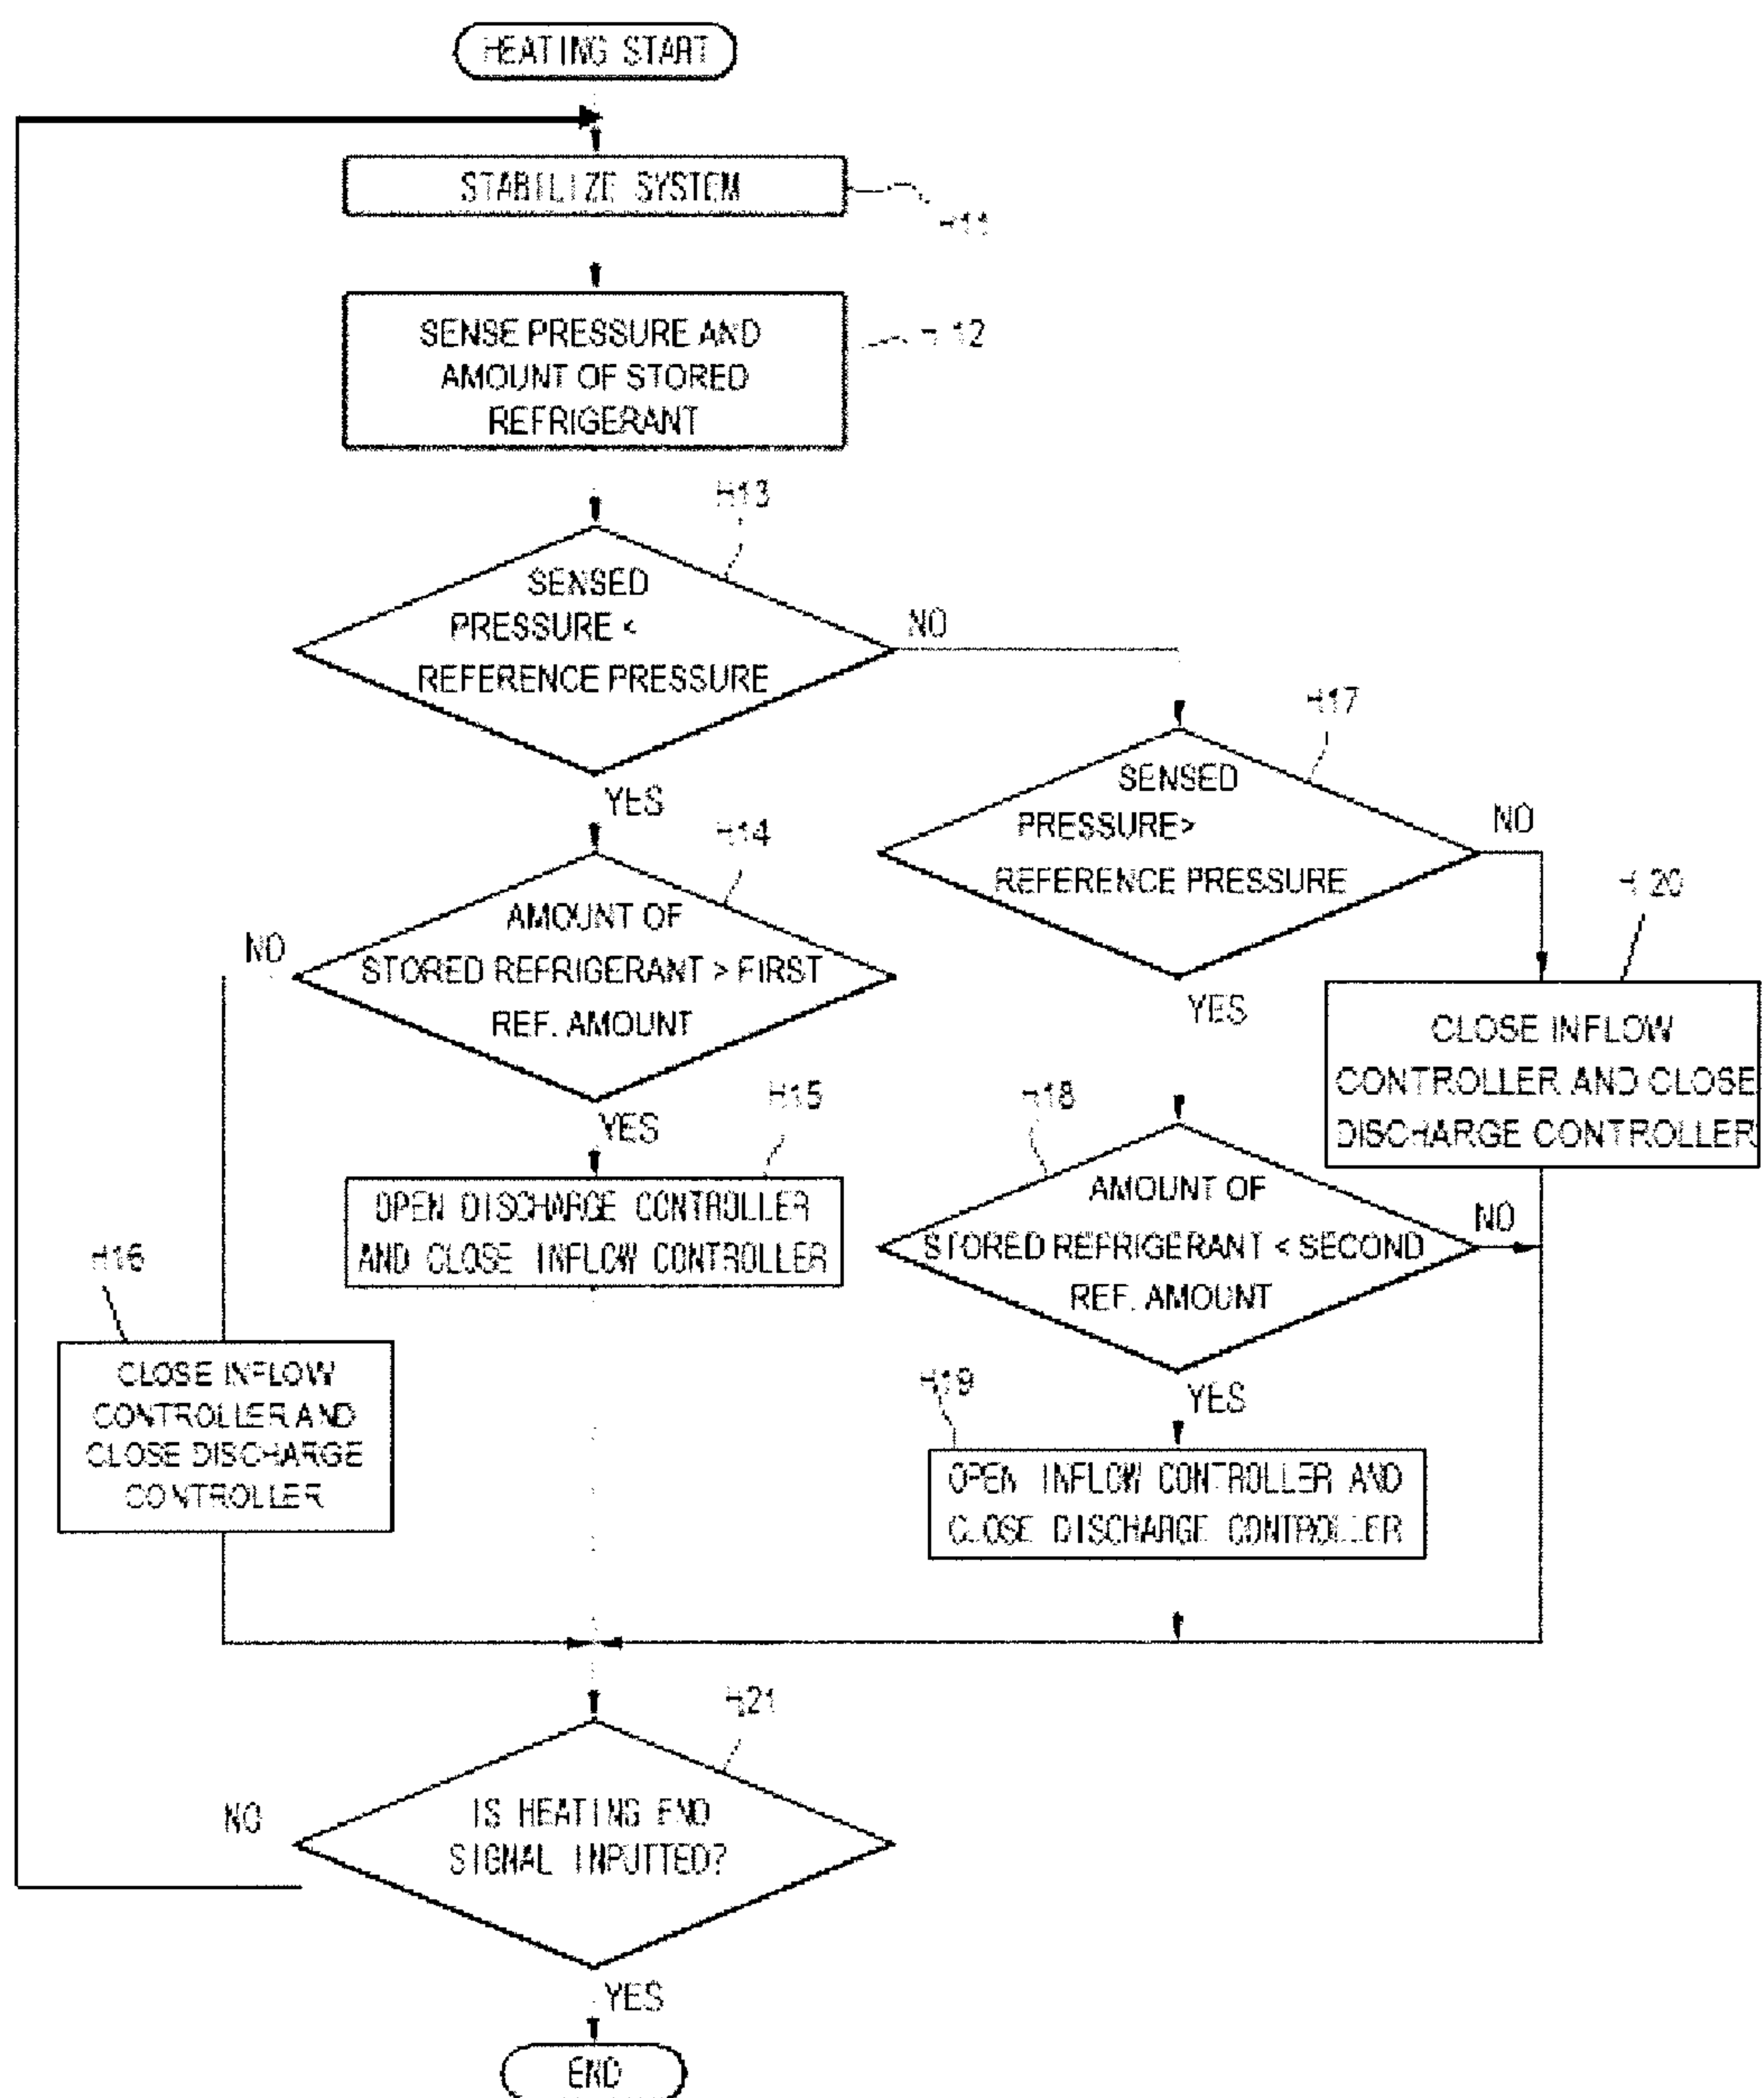 HEATING START
STABILIZE SYSTEM
H11
SENSE PRESSURE AND
AMOUNT OF STORED
REFRIGERANT
H12
H13
SENSED
PRESSURE <
REFERENCE PRESSURE
NO
YES
H17
SENSED
PRESSURE>
REFERENCE PRESSURE
NO
YES
H14
AMOUNT OF
STORED REFRIGERANT > FIRST
REF. AMOUNT
NO
YES
H20
CLOSE INFLOW
CONTROLLER AND CLOSE
DISCHARGE CONTROLLER
H15
OPEN DISCHARGE CONTROLLER
AND CLOSE INFLOW CONTROLLER
H18
AMOUNT OF
STORED REFRIGERANT < SECOND
REF. AMOUNT
NO
YES
H16
CLOSE INFLOW
CONTROLLER AND
CLOSE DISCHARGE
CONTROLLER
H19
OPEN INFLOW CONTROLLER AND
CLOSE DISCHARGE CONTROLLER
H21
IS HEATING END
SIGNAL INPUTTED?
NO
YES
END